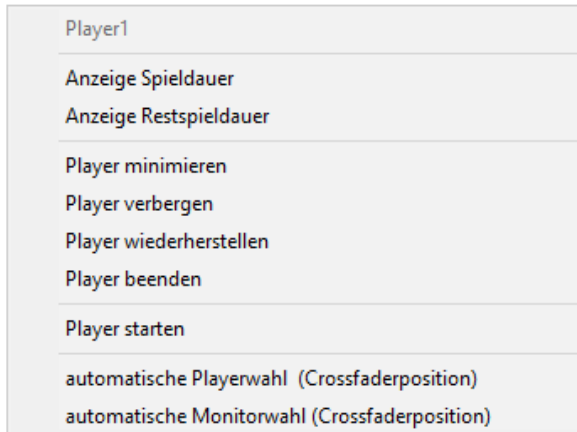 Player1
Anzeige Spieldauer
Anzeige Restspieldauer
Player minimieren
Player verbergen
Player wiederherstellen
Player beenden
Player starten
automatische Playerwahl  (Crossfaderposition)
automatische Monitorwahl (Crossfaderposition)